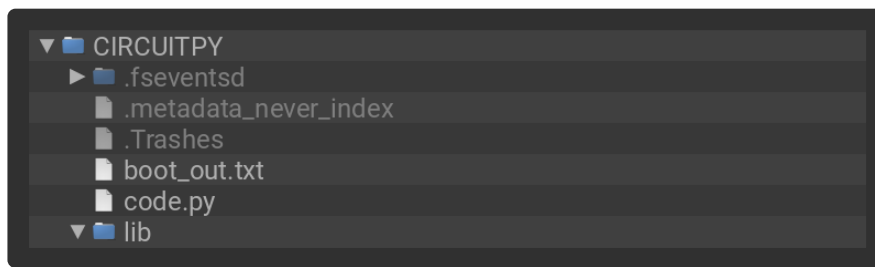 CIRCUITPY
.fseventsd
.metadata_never_index
.Trashes
boot_out.txt
code.py
lib